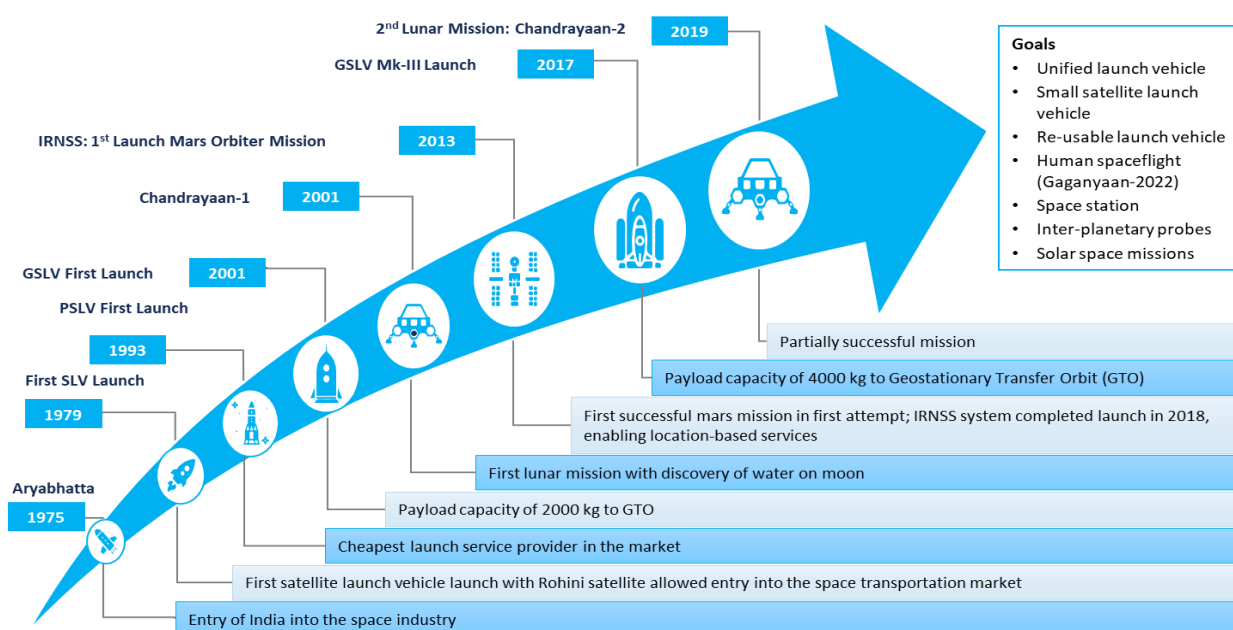 2nd Lunar Mission: Chandrayaan-2
2019
GSLV Mk-III Launch
2017
IRNSS: 1st Launch Mars Orbiter Mission
2013
Chandrayaan-1
2001
GSLV First Launch
2001
PSLV First Launch
1993
First SLV Launch
1979
Aryabhatta
1975
Goals
• Unified launch vehicle
• Small satellite launch
vehicle
• Re-usable launch vehicle
• Human spaceflight
(Gaganyaan-2022)
• Space station
• Inter-planetary probes
• Solar space missions
Partially successful mission
Payload capacity of 4000 kg to Geostationary Transfer Orbit (GTO)
First successful mars mission in first attempt; IRNSS system completed launch in 2018,
enabling location-based services
First lunar mission with discovery of water on moon
Payload capacity of 2000 kg to GTO
Cheapest launch service provider in the market
First satellite launch vehicle launch with Rohini satellite allowed entry into the space transportation market
Entry of India into the space industry